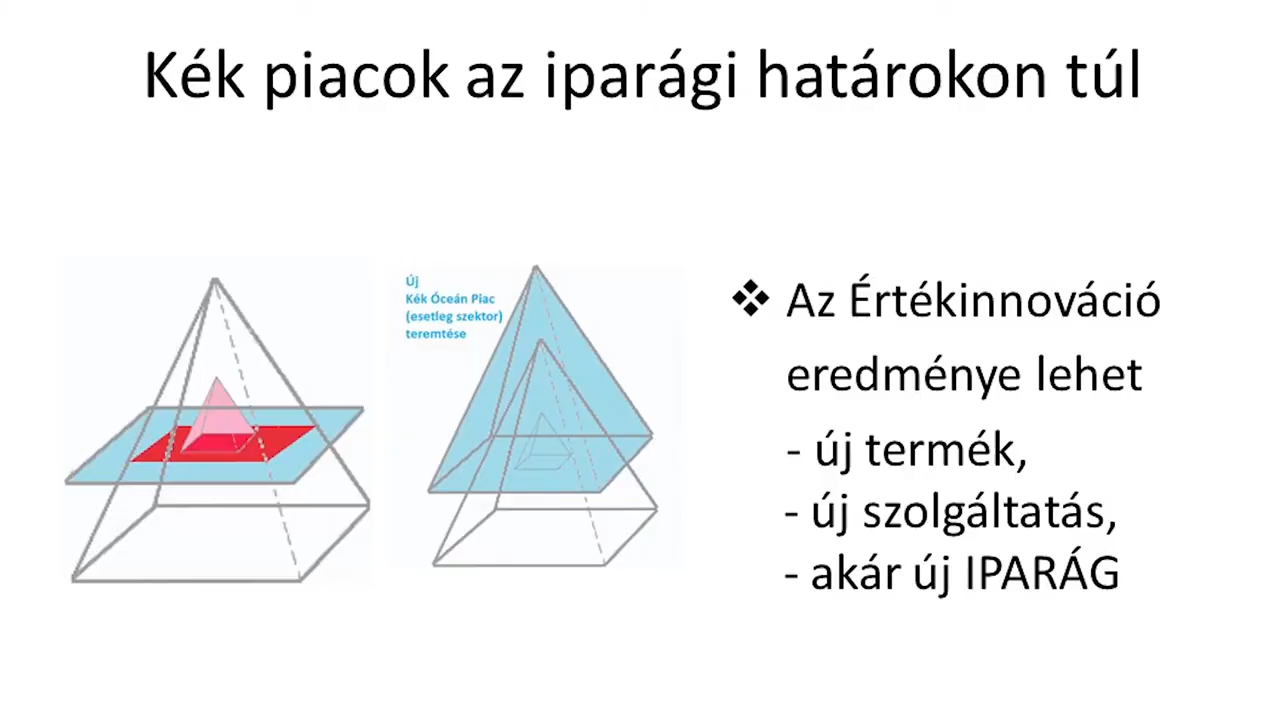 Kék piacok az iparági határokon túl
Új
Kék Óceán Piac
(esetleg szektor)
teremtése
❖ Az Értékinnováció
eredménye lehet
- új termék,
- új szolgáltatás,
- akár új IPARÁG